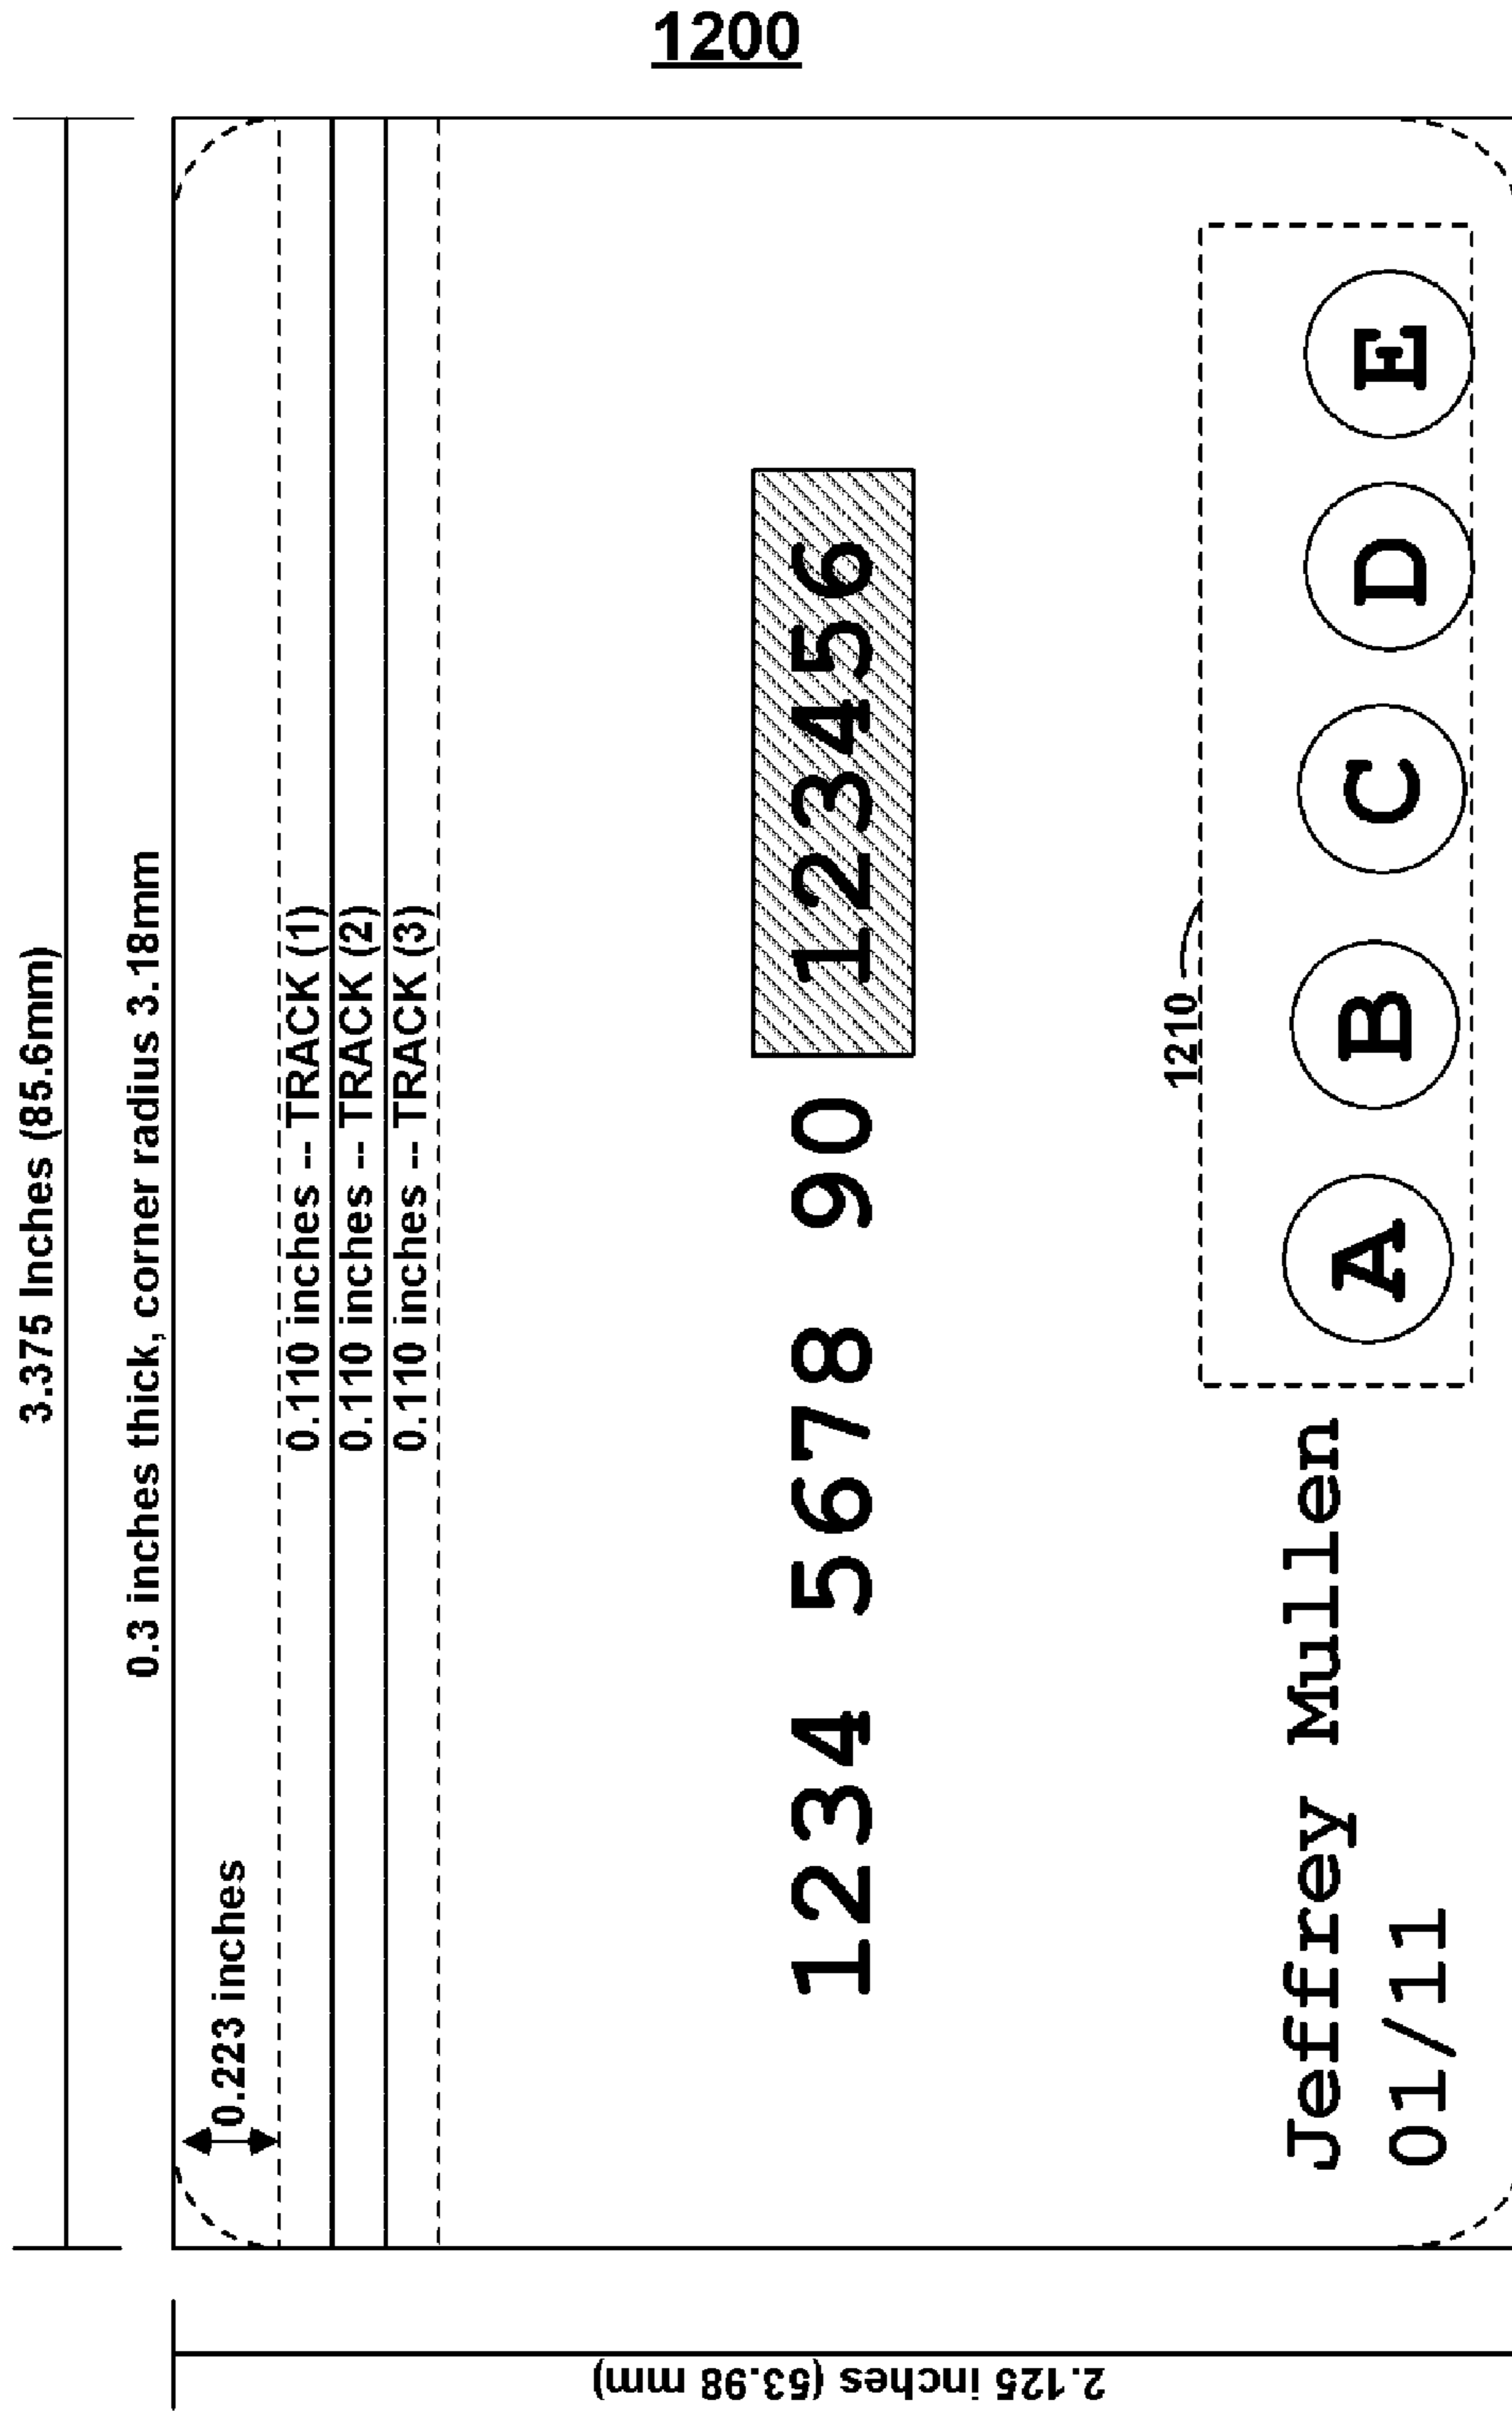 1200
3.375 Inches (85.6mm)
0.3 inches thick, corner radius 3.18mm
0.223 inches
0.110 inches -- TRACK (1)
0.110 inches -- TRACK (2)
0.110 inches -- TRACK (3)
1234 5678 90 123456
1210
Jeffrey Mullen
01/11
A B C D E
2.125 inches (53.98 mm)